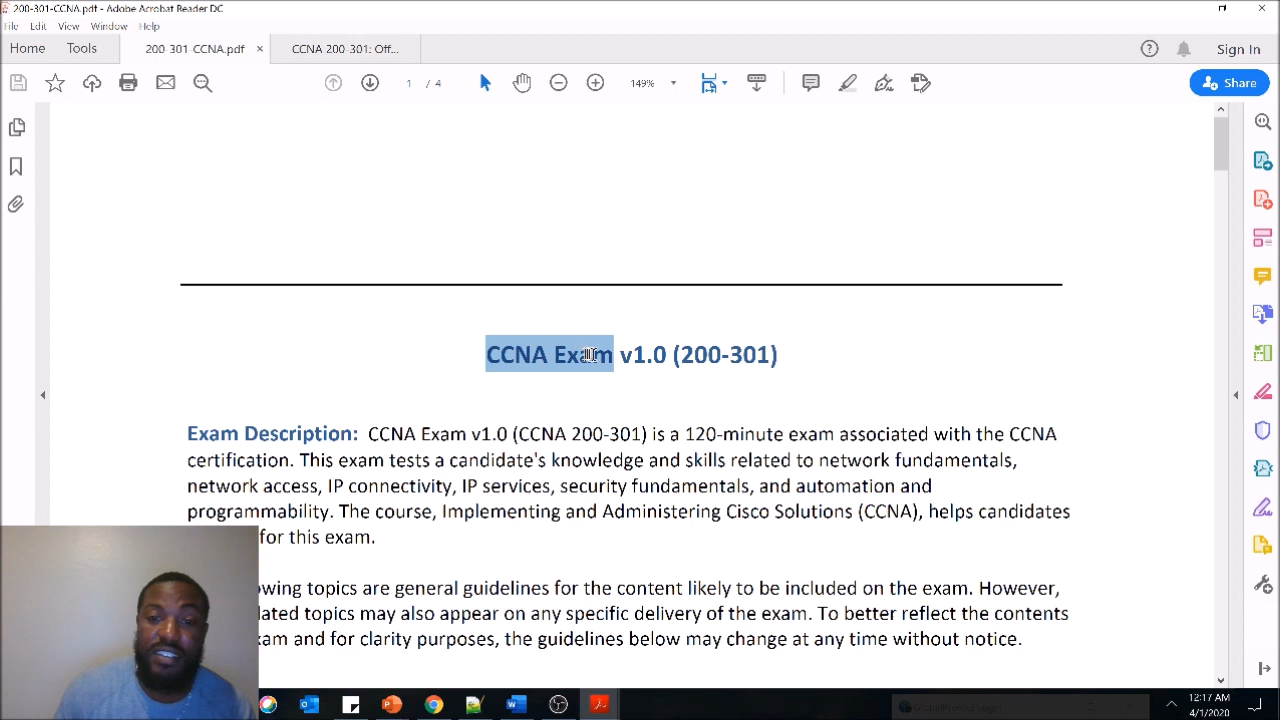 200-301-CCNA.pdf - Adobe Acrobat Reader DC
File Edit View Window Help
Home Tools 200-301-CCNA.pdf × CCNA 200-301: Off... Sign In
1 / 4 149% Share
CCNA Exam v1.0 (200-301)
Exam Description: CCNA Exam v1.0 (CCNA 200-301) is a 120-minute exam associated with the CCNA
certification. This exam tests a candidate's knowledge and skills related to network fundamentals,
network access, IP connectivity, IP services, security fundamentals, and automation and
programmability. The course, Implementing and Administering Cisco Solutions (CCNA), helps candidates
for this exam.
owing topics are general guidelines for the content likely to be included on the exam. However,
lated topics may also appear on any specific delivery of the exam. To better reflect the contents
am and for clarity purposes, the guidelines below may change at any time without notice.
12:17 AM
4/1/2020